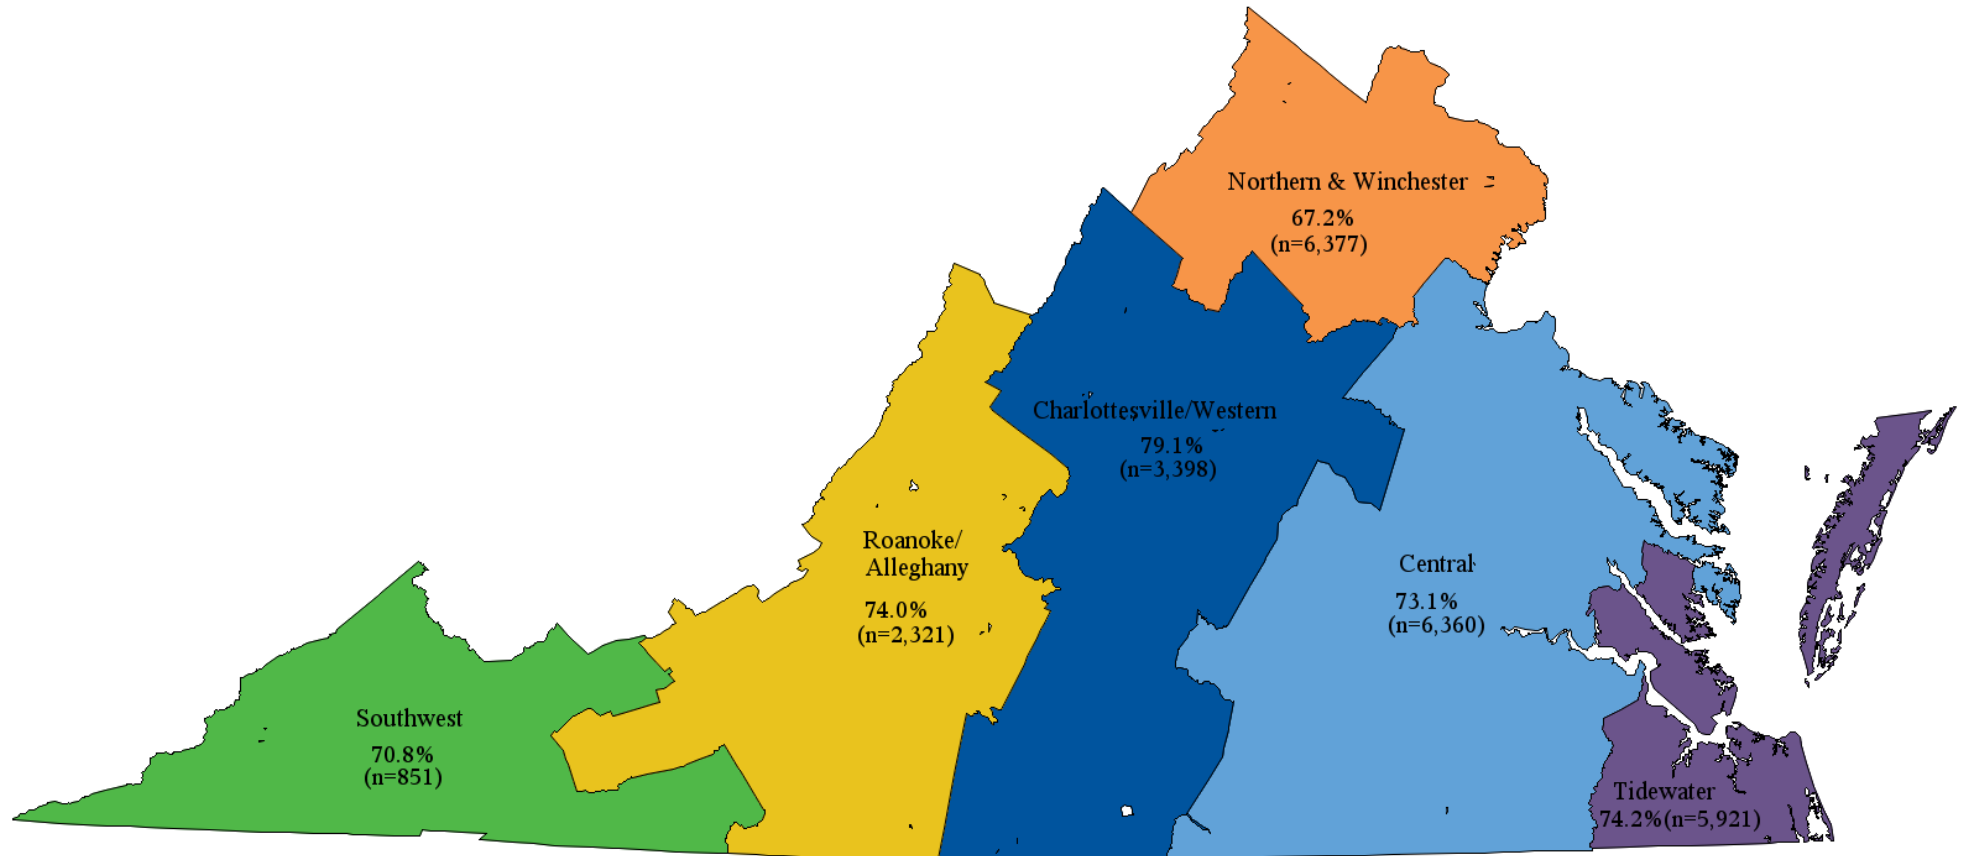 Northern & Winchester
67.2%
(n=6,377)
Charlottesville/Western
79.1%
(n=3,398)
Roanoke/
Alleghany
74.0%
(n=2,321)
Central
73.1%
(n=6,360)
Southwest
70.8%
(n=851)
Tidewater
74.2%(n=5,921)